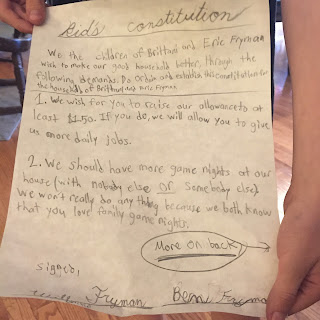 Kid's Constitution
We the children of Brittani and Eric Fryman
wish to make our good household better, through the
following demands. Do ordain and establish this constitution for
the households of Brittani and Eric Fryman
1. We wish for you to raise our allowance to at
least $1.50. If you do, we will allow you to give
us more daily jobs.
2. We should have more game nights at our
house (with nobody else or somebody else)
We won't really do anything because we both know
that you love family game nights.
More on back
Signed,
Fryman Ben Fryman